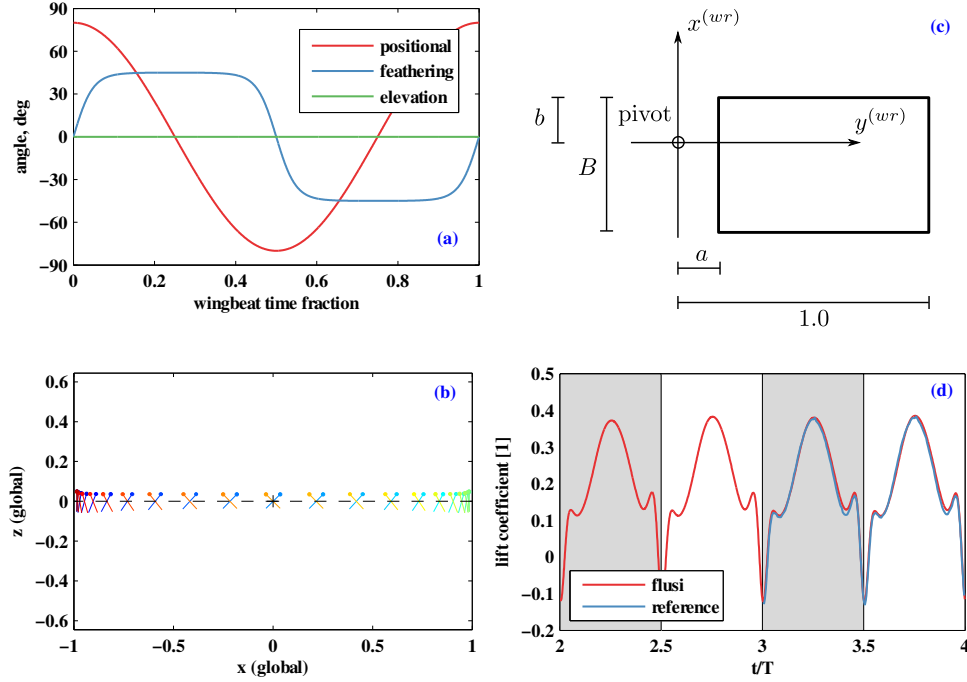 90
60
30
0
−30
−60
−90
angle, deg
positional
feathering
elevation
(a)
0
0.2
0.4
0.6
0.8
1
wingbeat time fraction
(c)
x^{(wr)}
pivot
y^{(wr)}
b
B
a
1.0
0.6
0.4
0.2
0
−0.2
−0.4
−0.6
z (global)
(b)
−1
−0.5
0
0.5
1
x (global)
0.5
0.4
0.3
0.2
0.1
0
−0.1
−0.2
lift coefficient [1]
(d)
flusi
reference
2
2.5
3
3.5
4
t/T